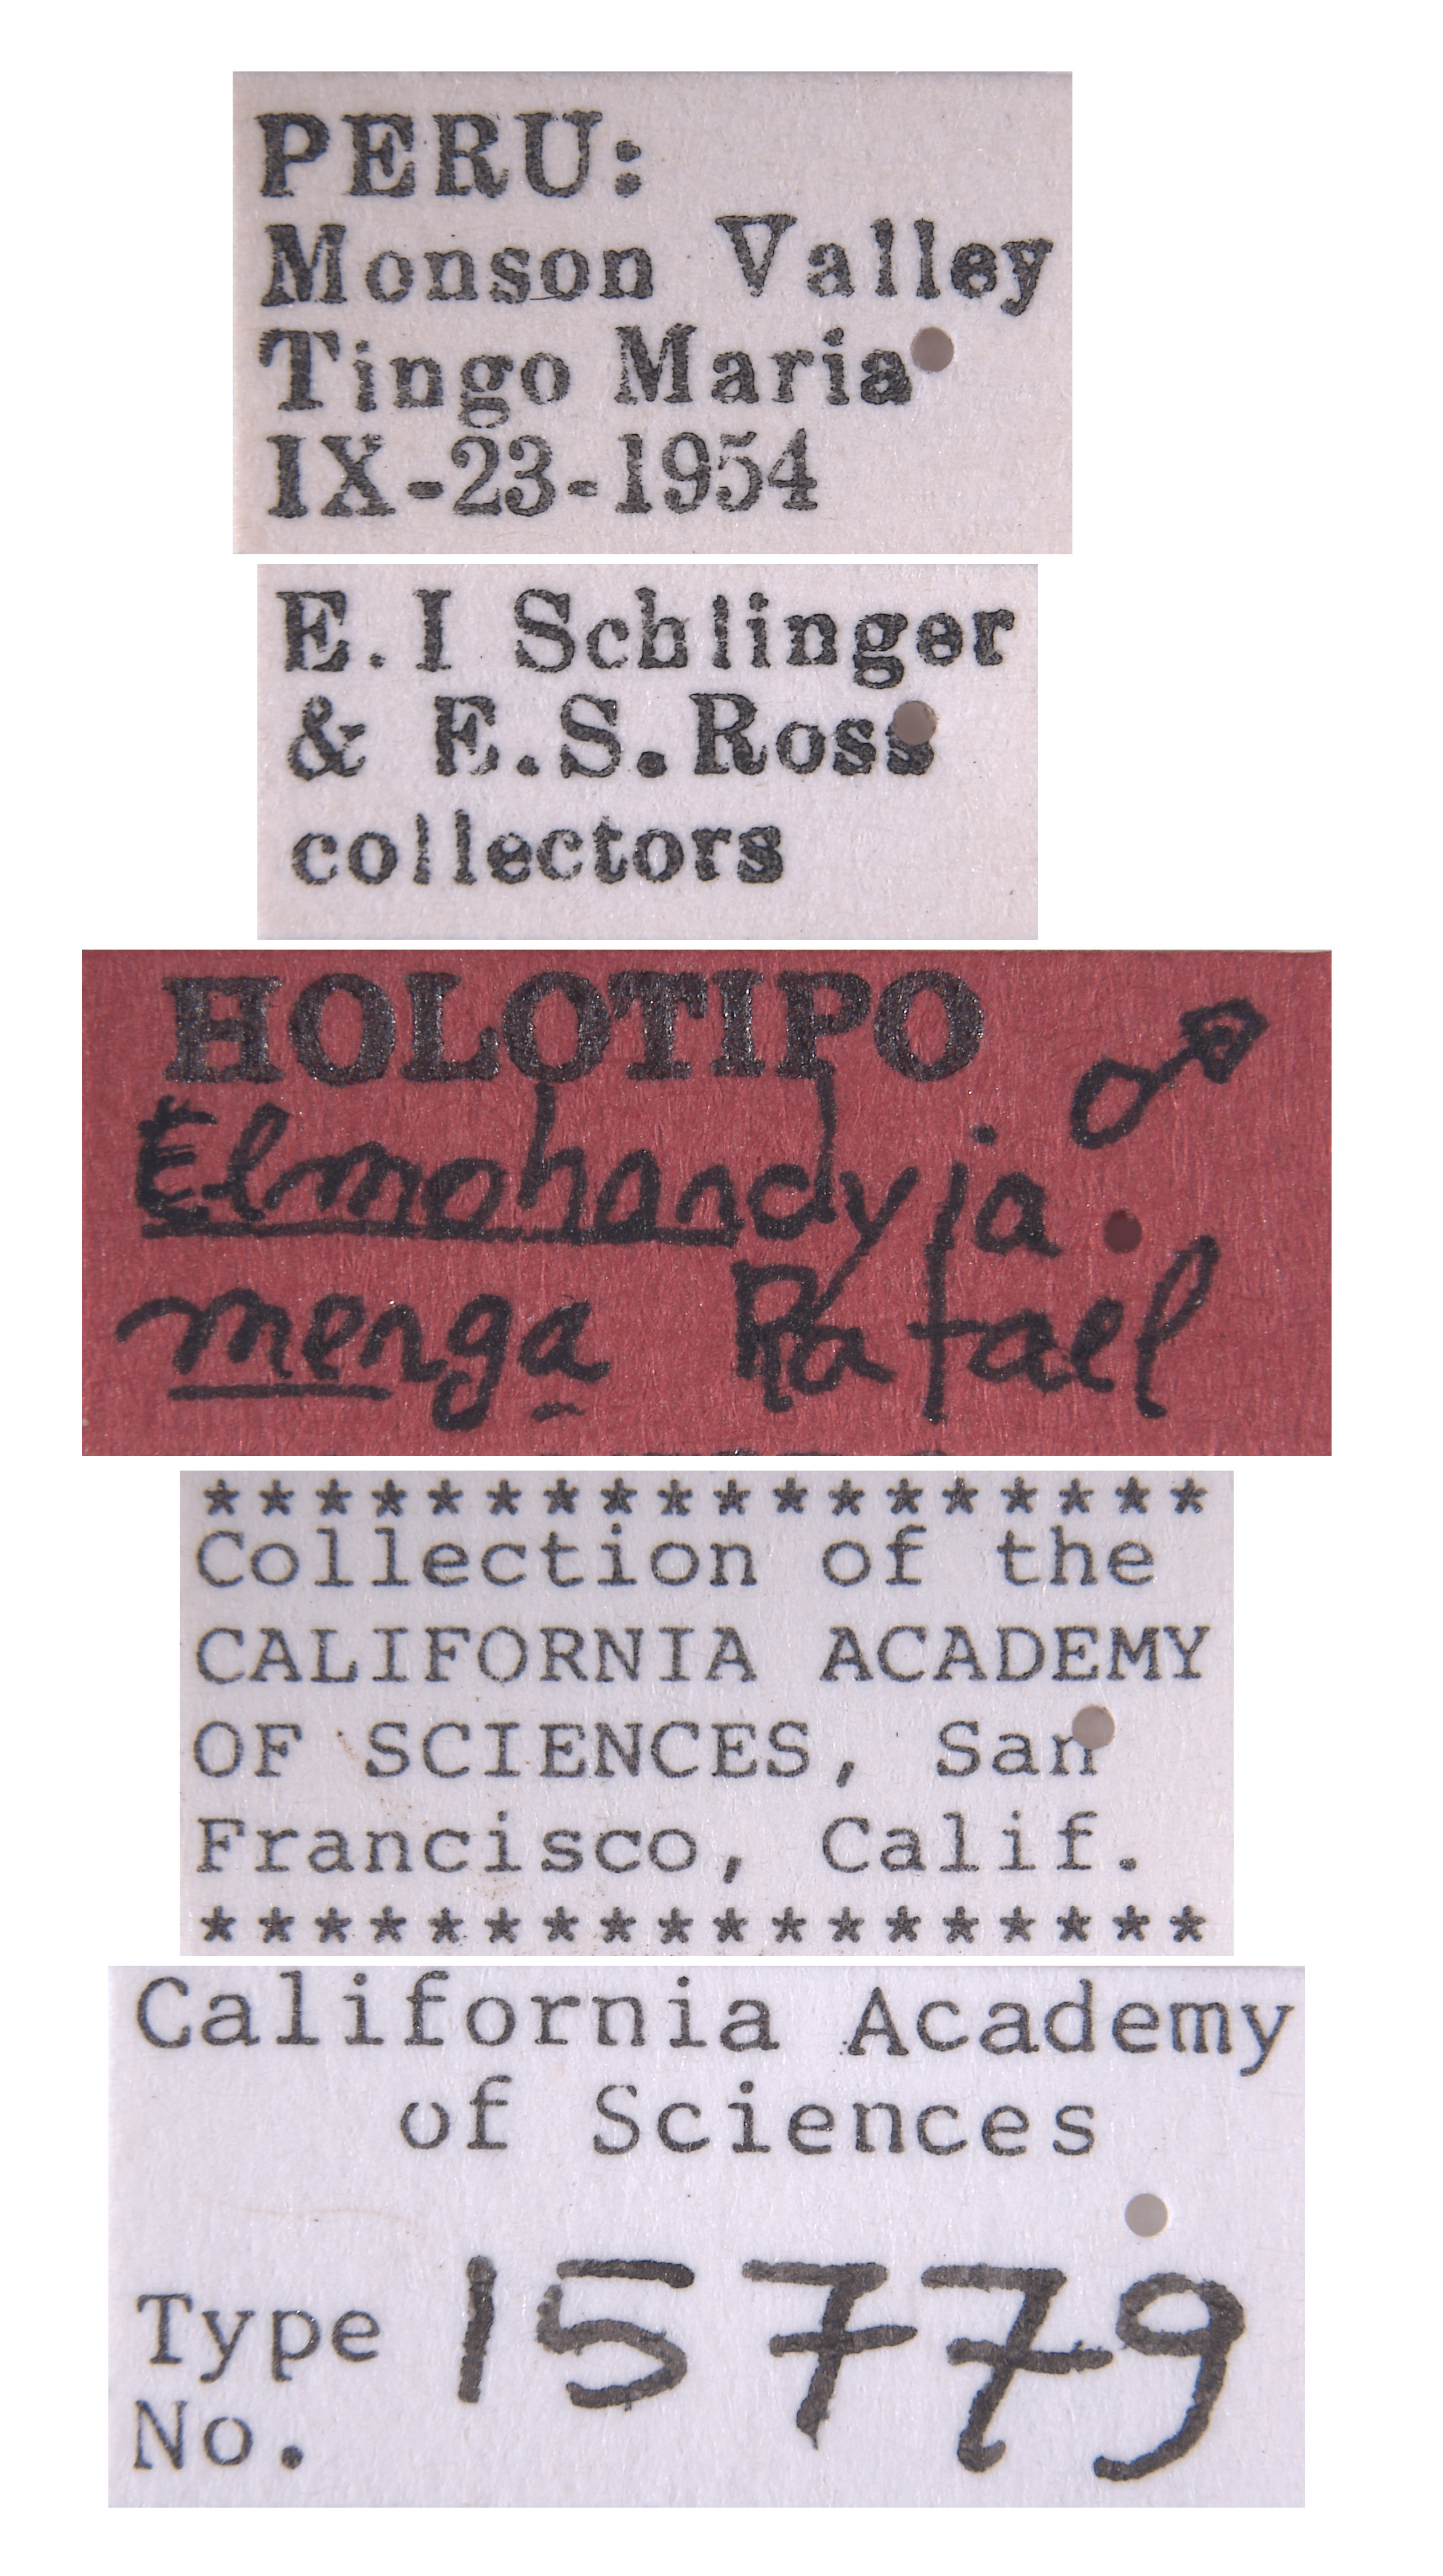 PERU:
Monson Valley
Tingo Maria
IX-23-1954
E.I Schlinger
& E.S.Ross
collectors
HOLOTIPO ♂
Elmohardyia
menga Rafael
******************
Collection of the
CALIFORNIA ACADEMY
OF SCIENCES, San
Francisco, Calif.
******************
California Academy
of Sciences
Type 15779
No.